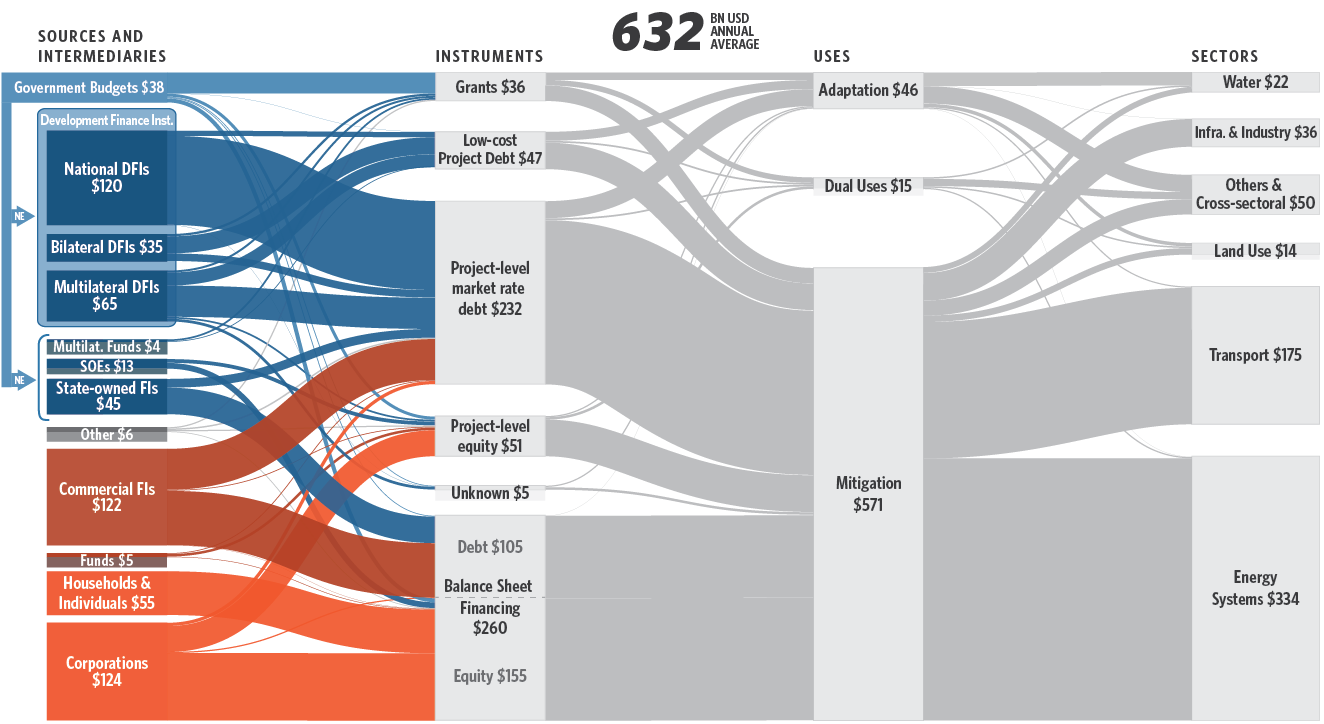 632
BN USD
ANNUAL
AVERAGE
SOURCES AND
INTERMEDIARIES
INSTRUMENTS
USES
SECTORS
Government Budgets $38
Development Finance Inst.
National DFIs
$120
NE
Bilateral DFIs $35
Multilateral DFIs
$65
Multilat. Funds $4
SOEs $13
NE
State-owned FIs
$45
Other $6
Commercial FIs
$122
Funds $5
Households &
Individuals $55
Corporations
$124
Grants $36
Low-cost
Project Debt $47
Project-level
market rate
debt $232
Project-level
equity $51
Unknown $5
Debt $105
Balance Sheet
Financing
$260
Equity $155
Adaptation $46
Dual Uses $15
Mitigation
$571
Water $22
Infra. & Industry $36
Others &
Cross-sectoral $50
Land Use $14
Transport $175
Energy
Systems $334